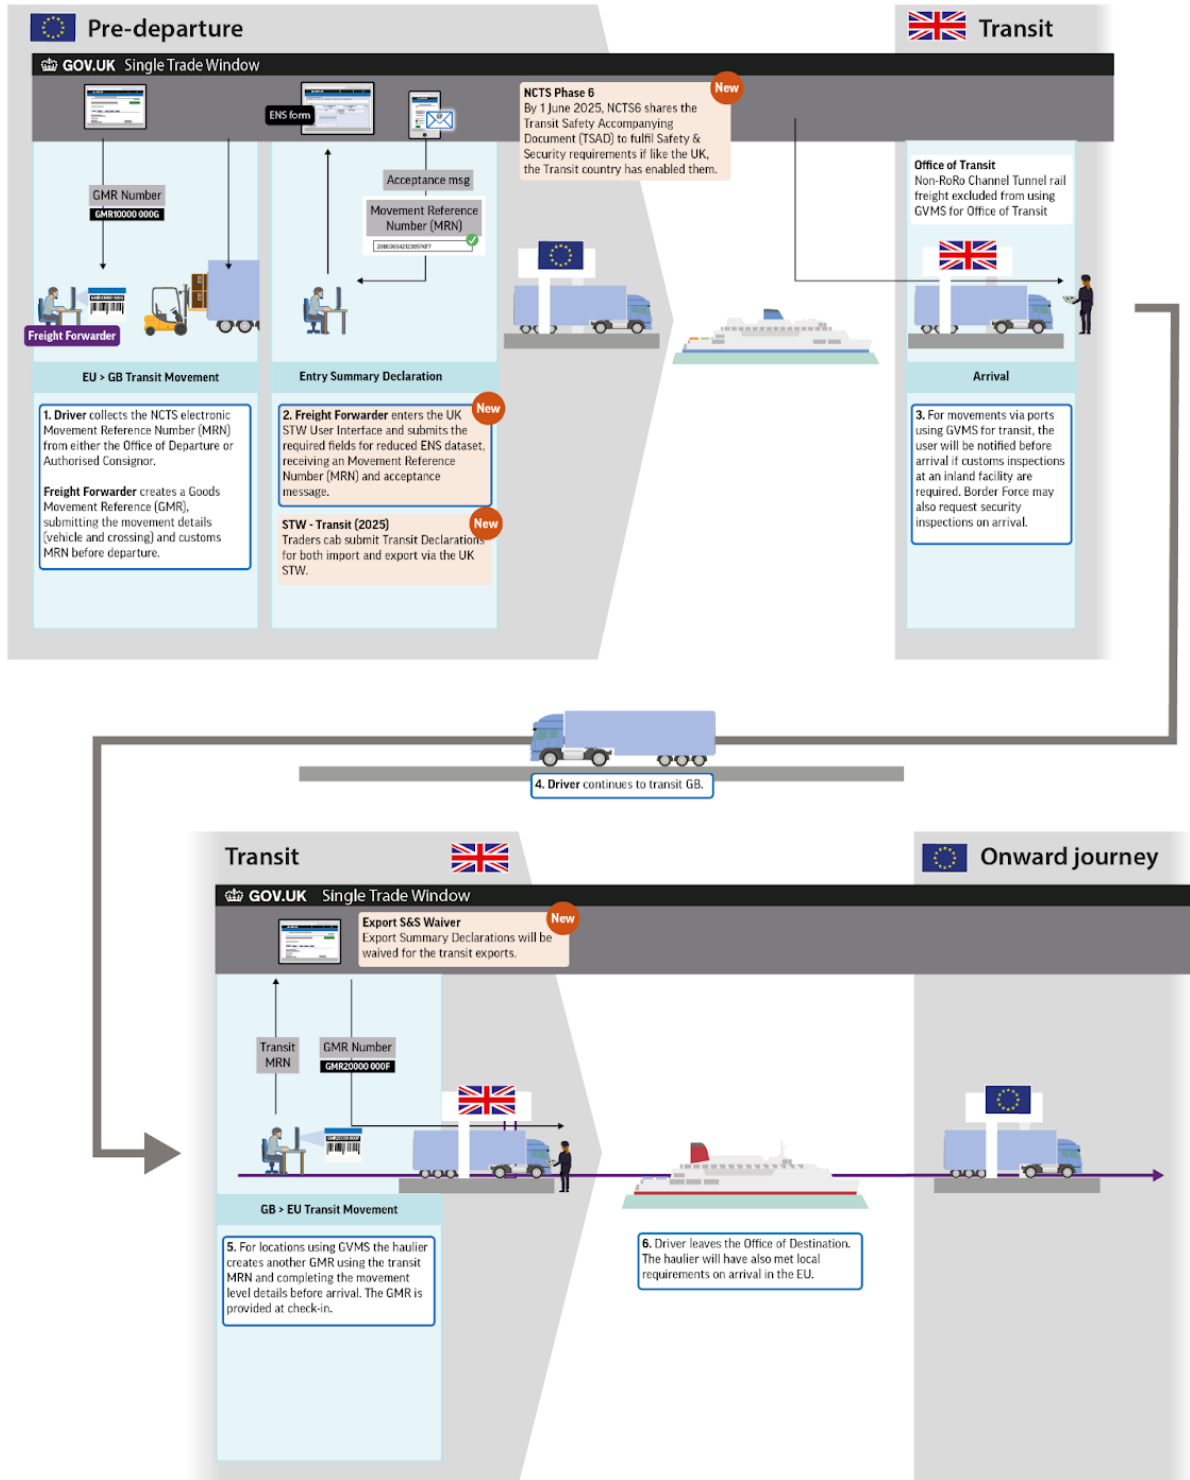 Pre-departure
Transit
GOV.UK Single Trade Window
ENS form
NCTS Phase 6
By 1 June 2025, NCTS6 shares the
Transit Safety Accompanying
Document (TSAD) to fulfil Safety &
Security requirements if like the UK,
the Transit country has enabled them.
New
GMR Number
GMR10000 000G
Acceptance msg
Movement Reference
Number (MRN)
Office of Transit
Non-RoRo Channel Tunnel rail
freight excluded from using
GVMS for Office of Transit
Freight Forwarder
EU > GB Transit Movement
Entry Summary Declaration
Arrival
1. Driver collects the NCTS electronic
Movement Reference Number (MRN)
from either the Office of Departure or
Authorised Consignor.
Freight Forwarder creates a Goods
Movement Reference (GMR),
submitting the movement details
(vehicle and crossing) and customs
MRN before departure.
New
2. Freight Forwarder enters the UK
STW User Interface and submits the
required fields for reduced ENS dataset,
receiving an Movement Reference
Number (MRN) and acceptance
message.
New
STW - Transit (2025)
Traders cab submit Transit Declarations
for both import and export via the UK
STW.
3. For movements via ports
using GVMS for transit, the
user will be notified before
arrival if customs inspections
at an inland facility are
required. Border Force may
also request security
inspections on arrival.
4. Driver continues to transit GB.
Transit
Onward journey
GOV.UK Single Trade Window
Export S&S Waiver
Export Summary Declarations will be
waived for the transit exports.
New
Transit
MRN
GMR Number
GMR20000 000F
GB > EU Transit Movement
5. For locations using GVMS the haulier
creates another GMR using the transit
MRN and completing the movement
level details before arrival. The GMR is
provided at check-in.
6. Driver leaves the Office of Destination.
The haulier will have also met local
requirements on arrival in the EU.